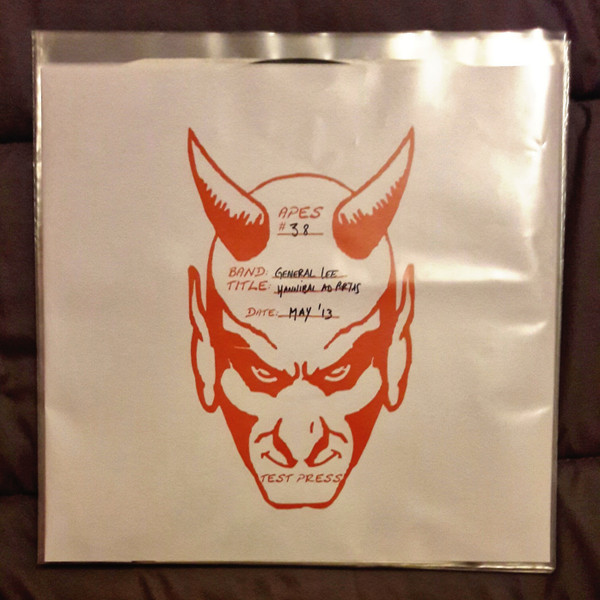 APES
# 38
BAND: GENERAL LEE
TITLE: HANNIBAL AD PORTAS
DATE: MAY '13
TEST PRESS